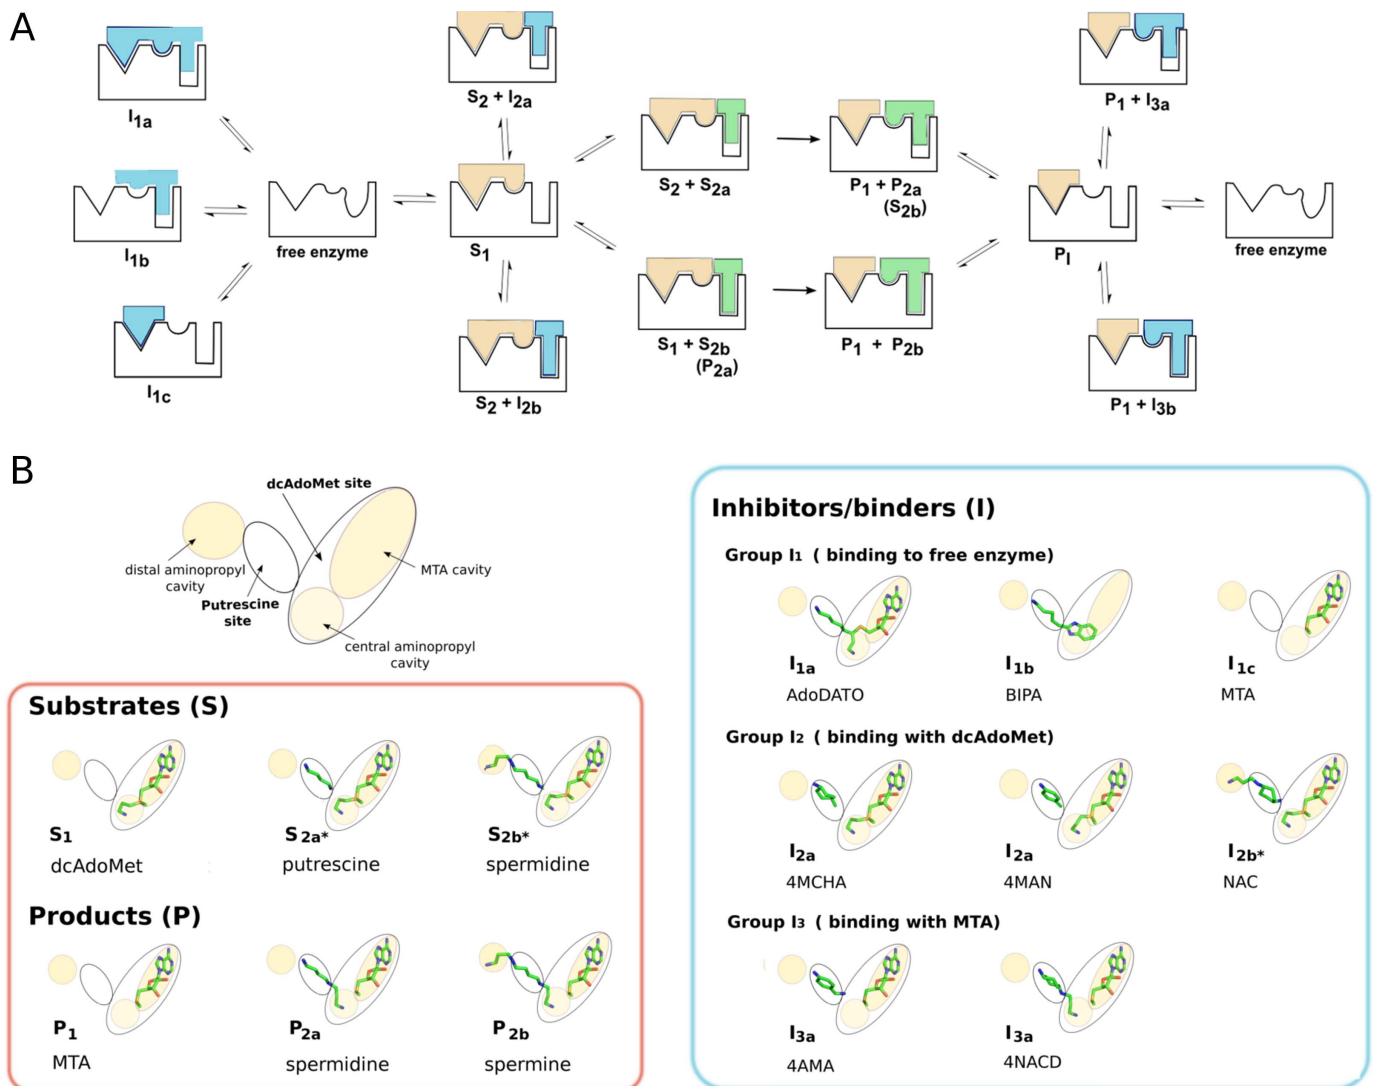 A
I1a
I1b
I1c
free enzyme
S2 + I2a
S1
S2 + I2b
S2 + S2a
S1 + S2b
(P2a)
P1 + P2a
(S2b)
P1 + P2b
P1 + I3a
PI
P1 + I3b
free enzyme
B
dcAdoMet site
distal aminopropyl
cavity
Putrescine
site
MTA cavity
central aminopropyl
cavity
Substrates (S)
S1
dcAdoMet
S2a*
putrescine
S2b*
spermidine
Products (P)
P1
MTA
P2a
spermidine
P2b
spermine
Inhibitors/binders (I)
Group I1 ( binding to free enzyme)
I1a
AdoDATO
I1b
BIPA
I1c
MTA
Group I2 ( binding with dcAdoMet)
I2a
4MCHA
I2a
4MAN
I2b*
NAC
Group I3 ( binding with MTA)
I3a
4AMA
I3a
4NACD